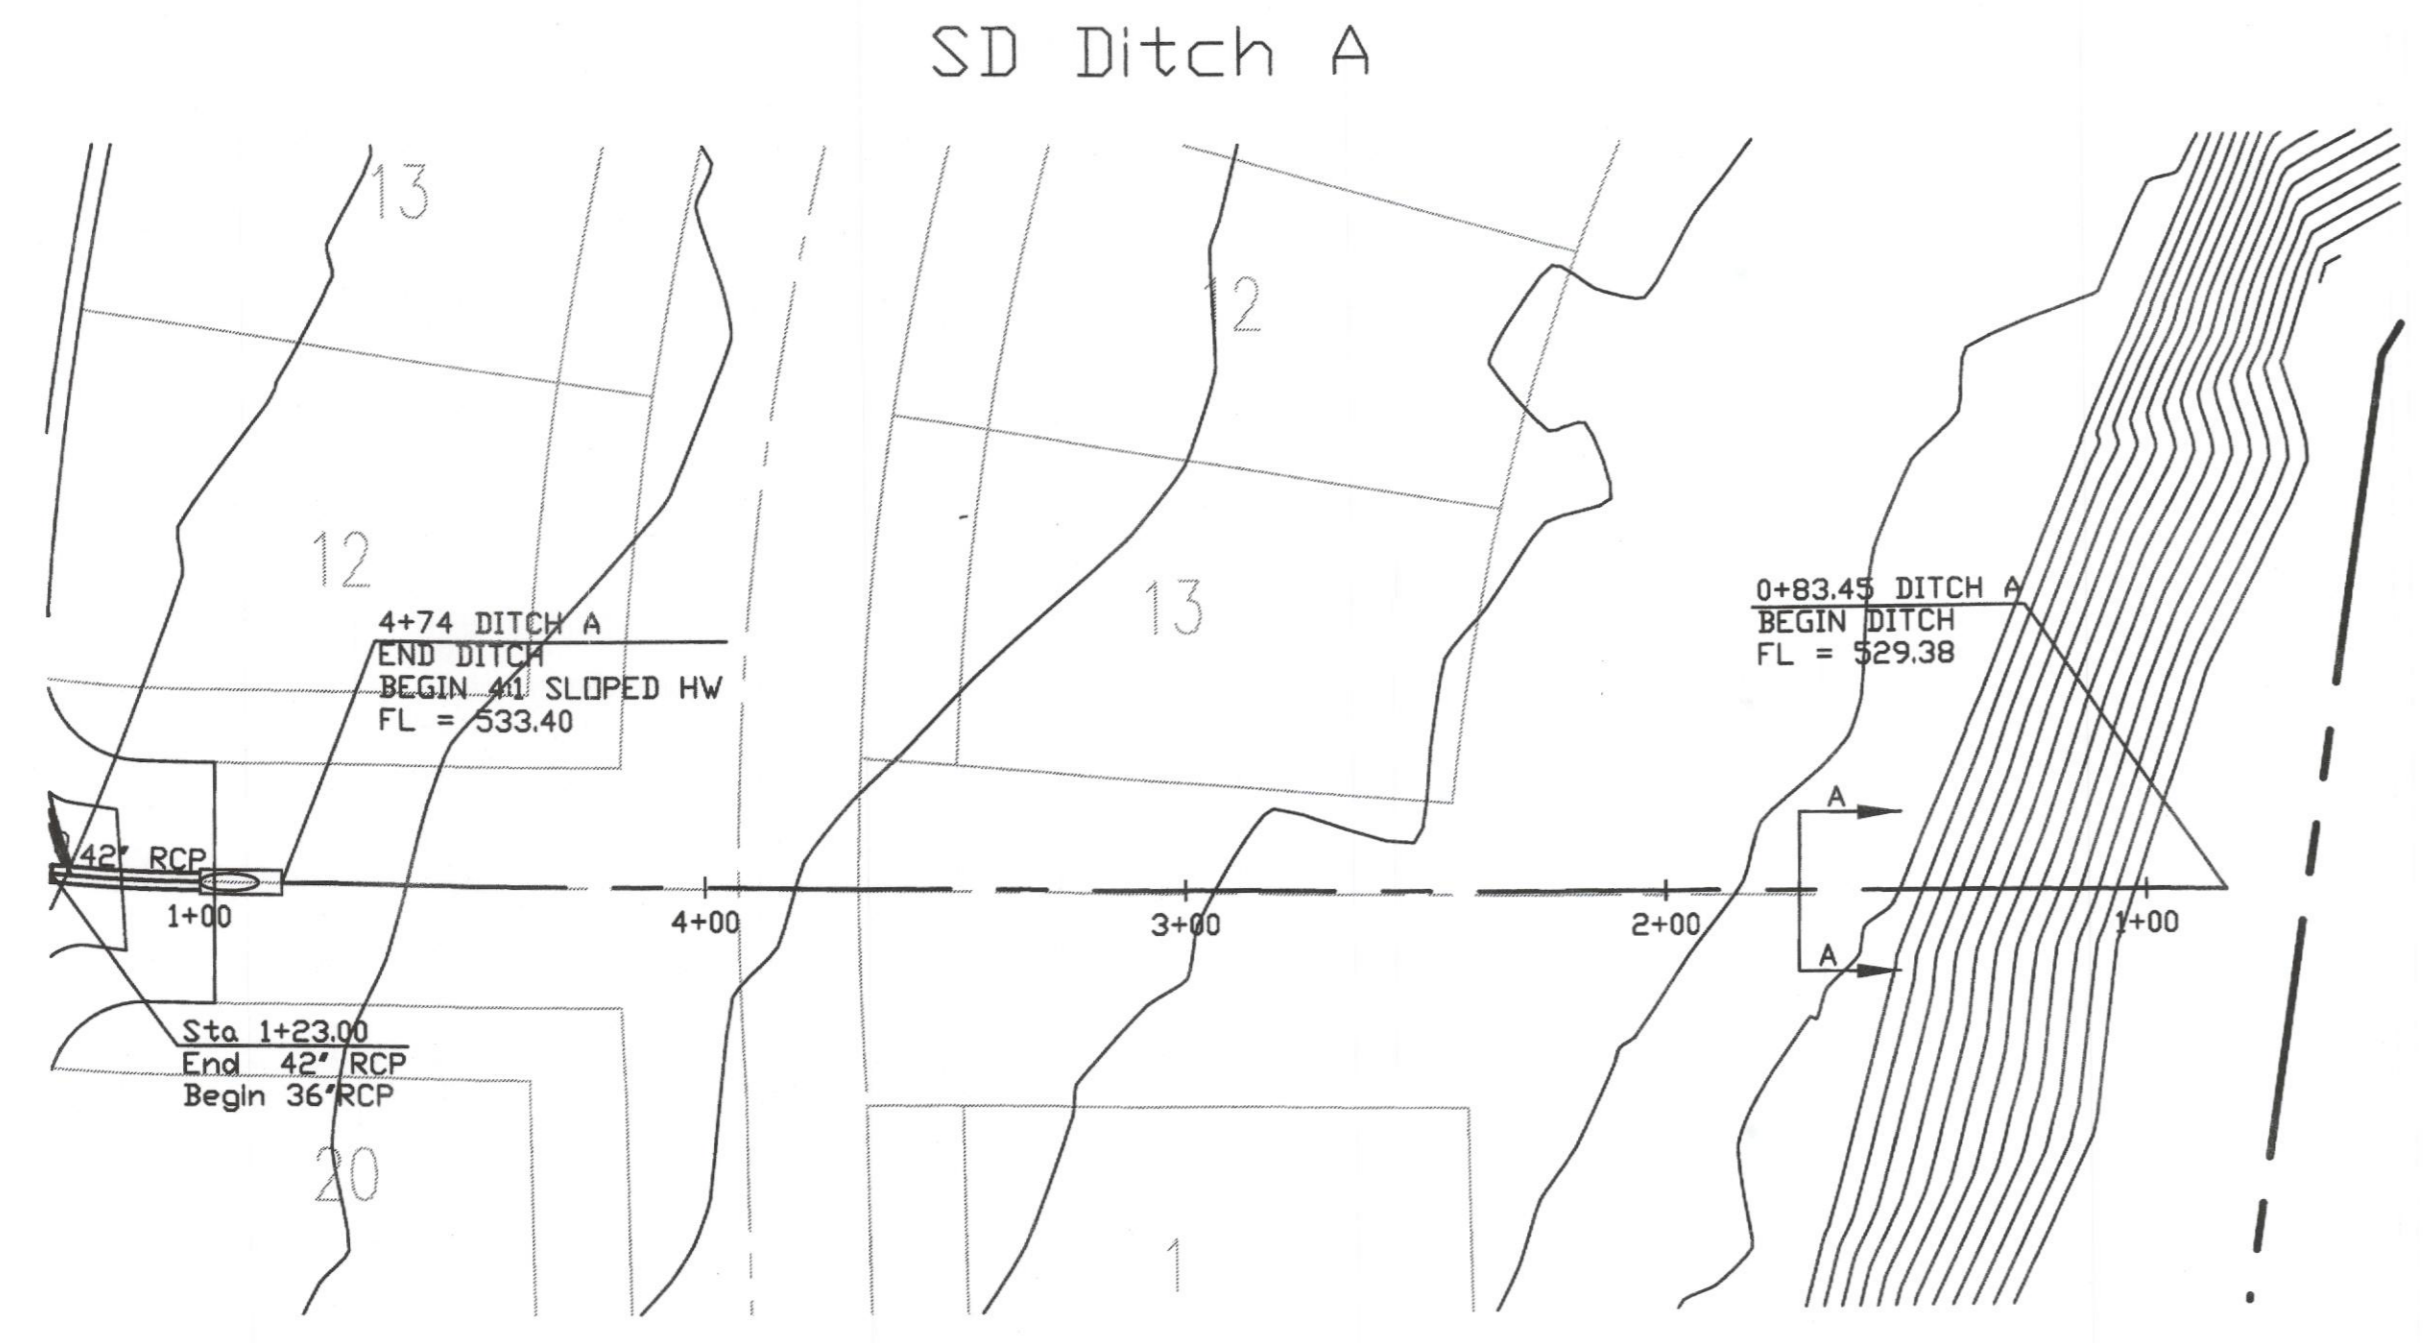 SD Ditch A
13
12
12
13
4+74 DITCH A
END DITCH
BEGIN 4:1 SLOPED HW
FL = 533.40
0+83.45 DITCH A
BEGIN DITCH
FL = 529.38
A
42" RCP
1+00
4+00
3+00
2+00
1+00
A
Sta 1+23.00
End 42" RCP
Begin 36"RCP
20
1